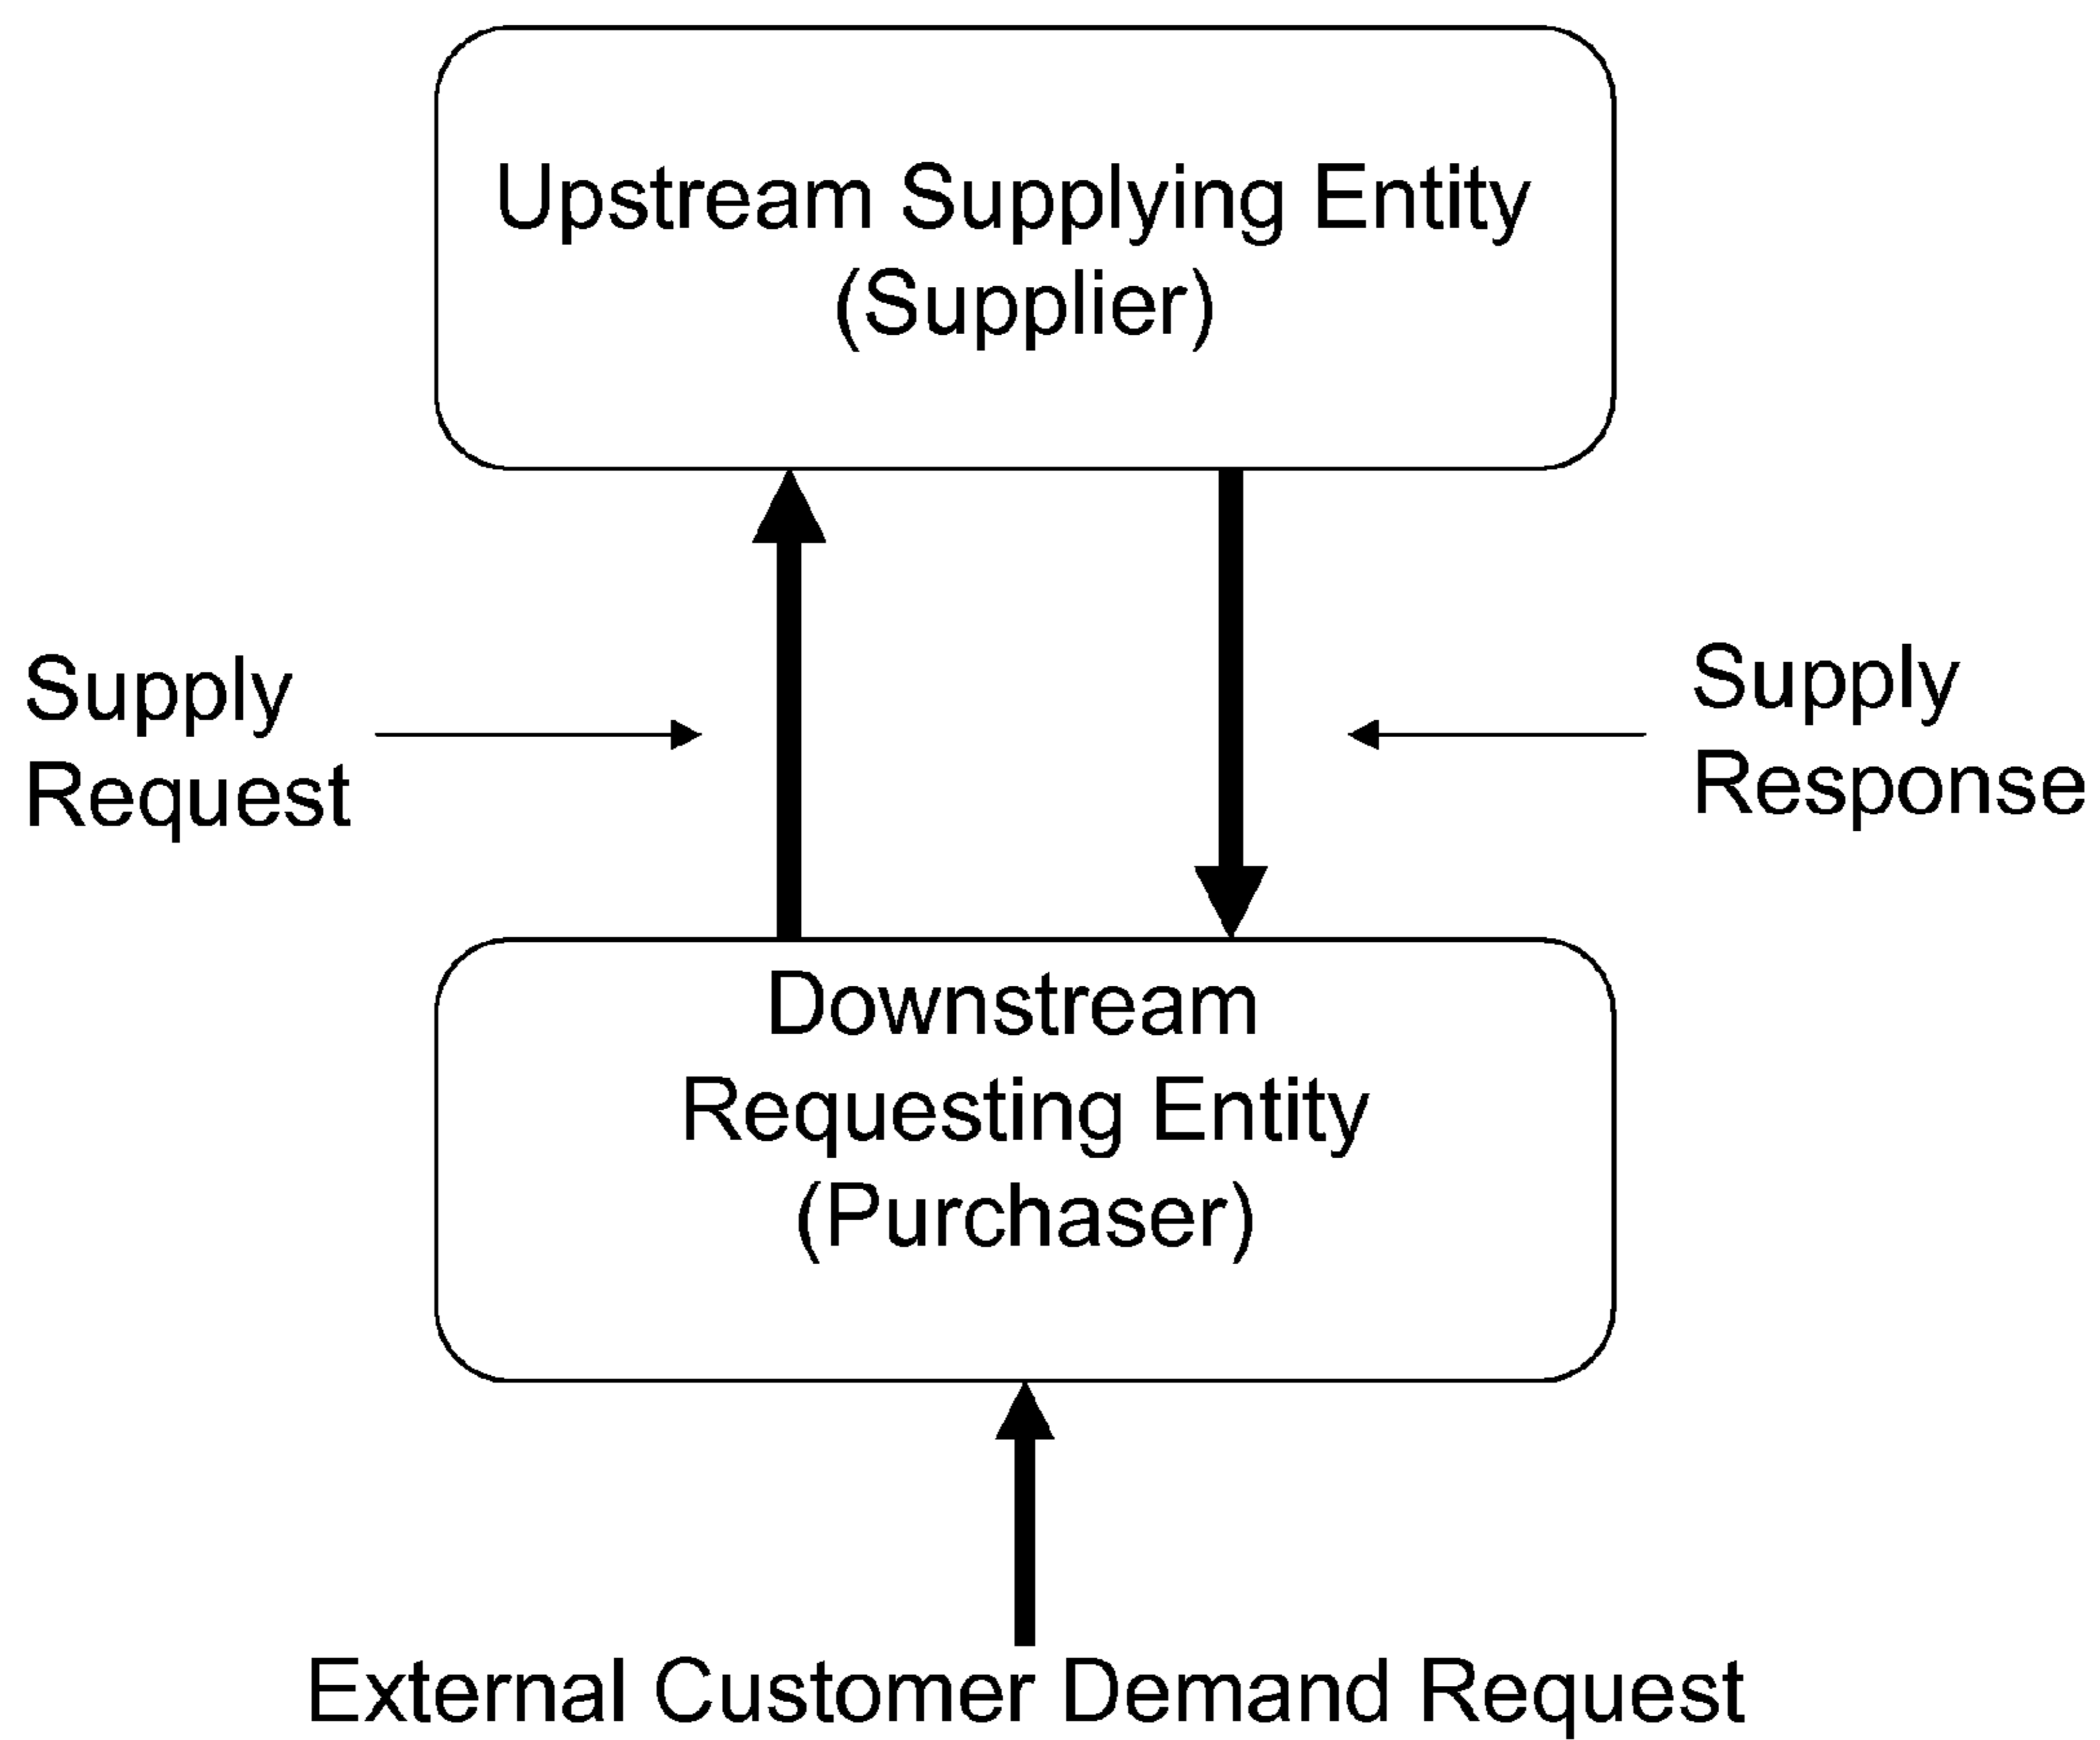 Upstream Supplying Entity
(Supplier)
Supply
Request
Supply
Response
Downstream
Requesting Entity
(Purchaser)
External Customer Demand Request